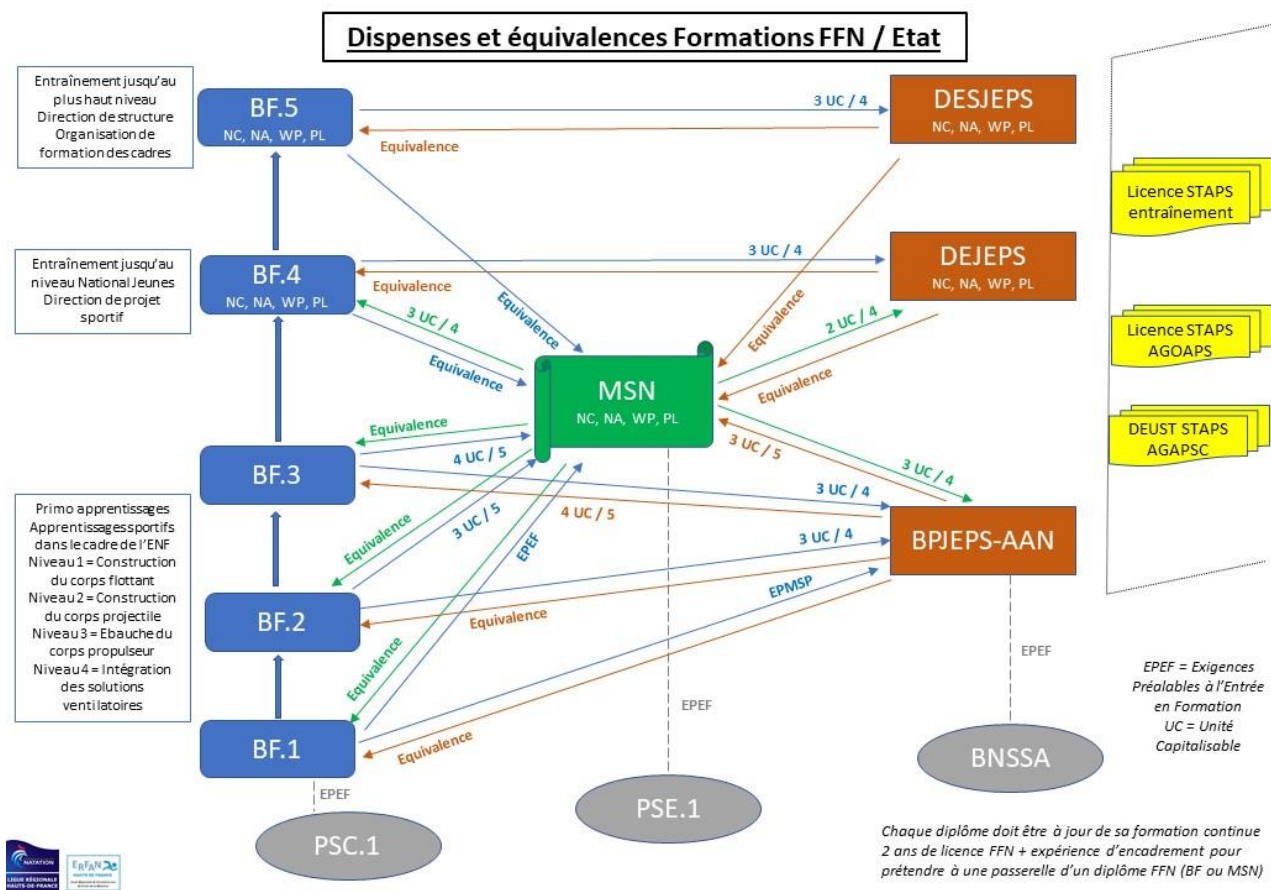 Dispenses et équivalences Formations FFN / Etat
Entraînement jusqu'au
plus haut niveau
Direction de structure
Organisation de
formation des cadres
BF.5
NC, NA, WP, PL
3 UC / 4
Equivalence
DESJEPS
NC, NA, WP, PL
Licence STAPS
entraînement
Entraînement jusqu'au
niveau National Jeunes
Direction de projet
sportif
BF.4
NC, NA, WP, PL
3 UC / 4
Equivalence
DEJEPS
NC, NA, WP, PL
Equivalence
3 UC / 4
Equivalence
Equivalence
2 UC / 4
Equivalence
Licence STAPS
AGOAPS
MSN
NC, NA, WP, PL
Equivalence
4 UC / 5
3 UC / 5
3 UC / 4
DEUST STAPS
AGAPSC
BF.3
3 UC / 4
4 UC / 5
Primo apprentissages
Apprentissages sportifs
dans le cadre de l'ENF
Niveau 1 = Construction
du corps flottant
Niveau 2 = Construction
du corps projectile
Niveau 3 = Ebauche du
corps propulseur
Niveau 4 = Intégration
des solutions
ventilatoires
Equivalence
3 UC / 5
EPEF
3 UC / 4
BPJEPS-AAN
BF.2
EPMSP
Equivalence
Equivalence
EPEF
EPEF
EPEF = Exigences
Préalables à l'Entrée
en Formation
UC = Unité
Capitalisable
BF.1
Equivalence
BNSSA
EPEF
PSE.1
PSC.1
Chaque diplôme doit être à jour de sa formation continue
2 ans de licence FFN + expérience d'encadrement pour
prétendre à une passerelle d'un diplôme FFN (BF ou MSN)
NATATION
LIGUE RÉGIONALE
HAUTS-DE-FRANCE
ERFAN
HAUTS-DE-FRANCE